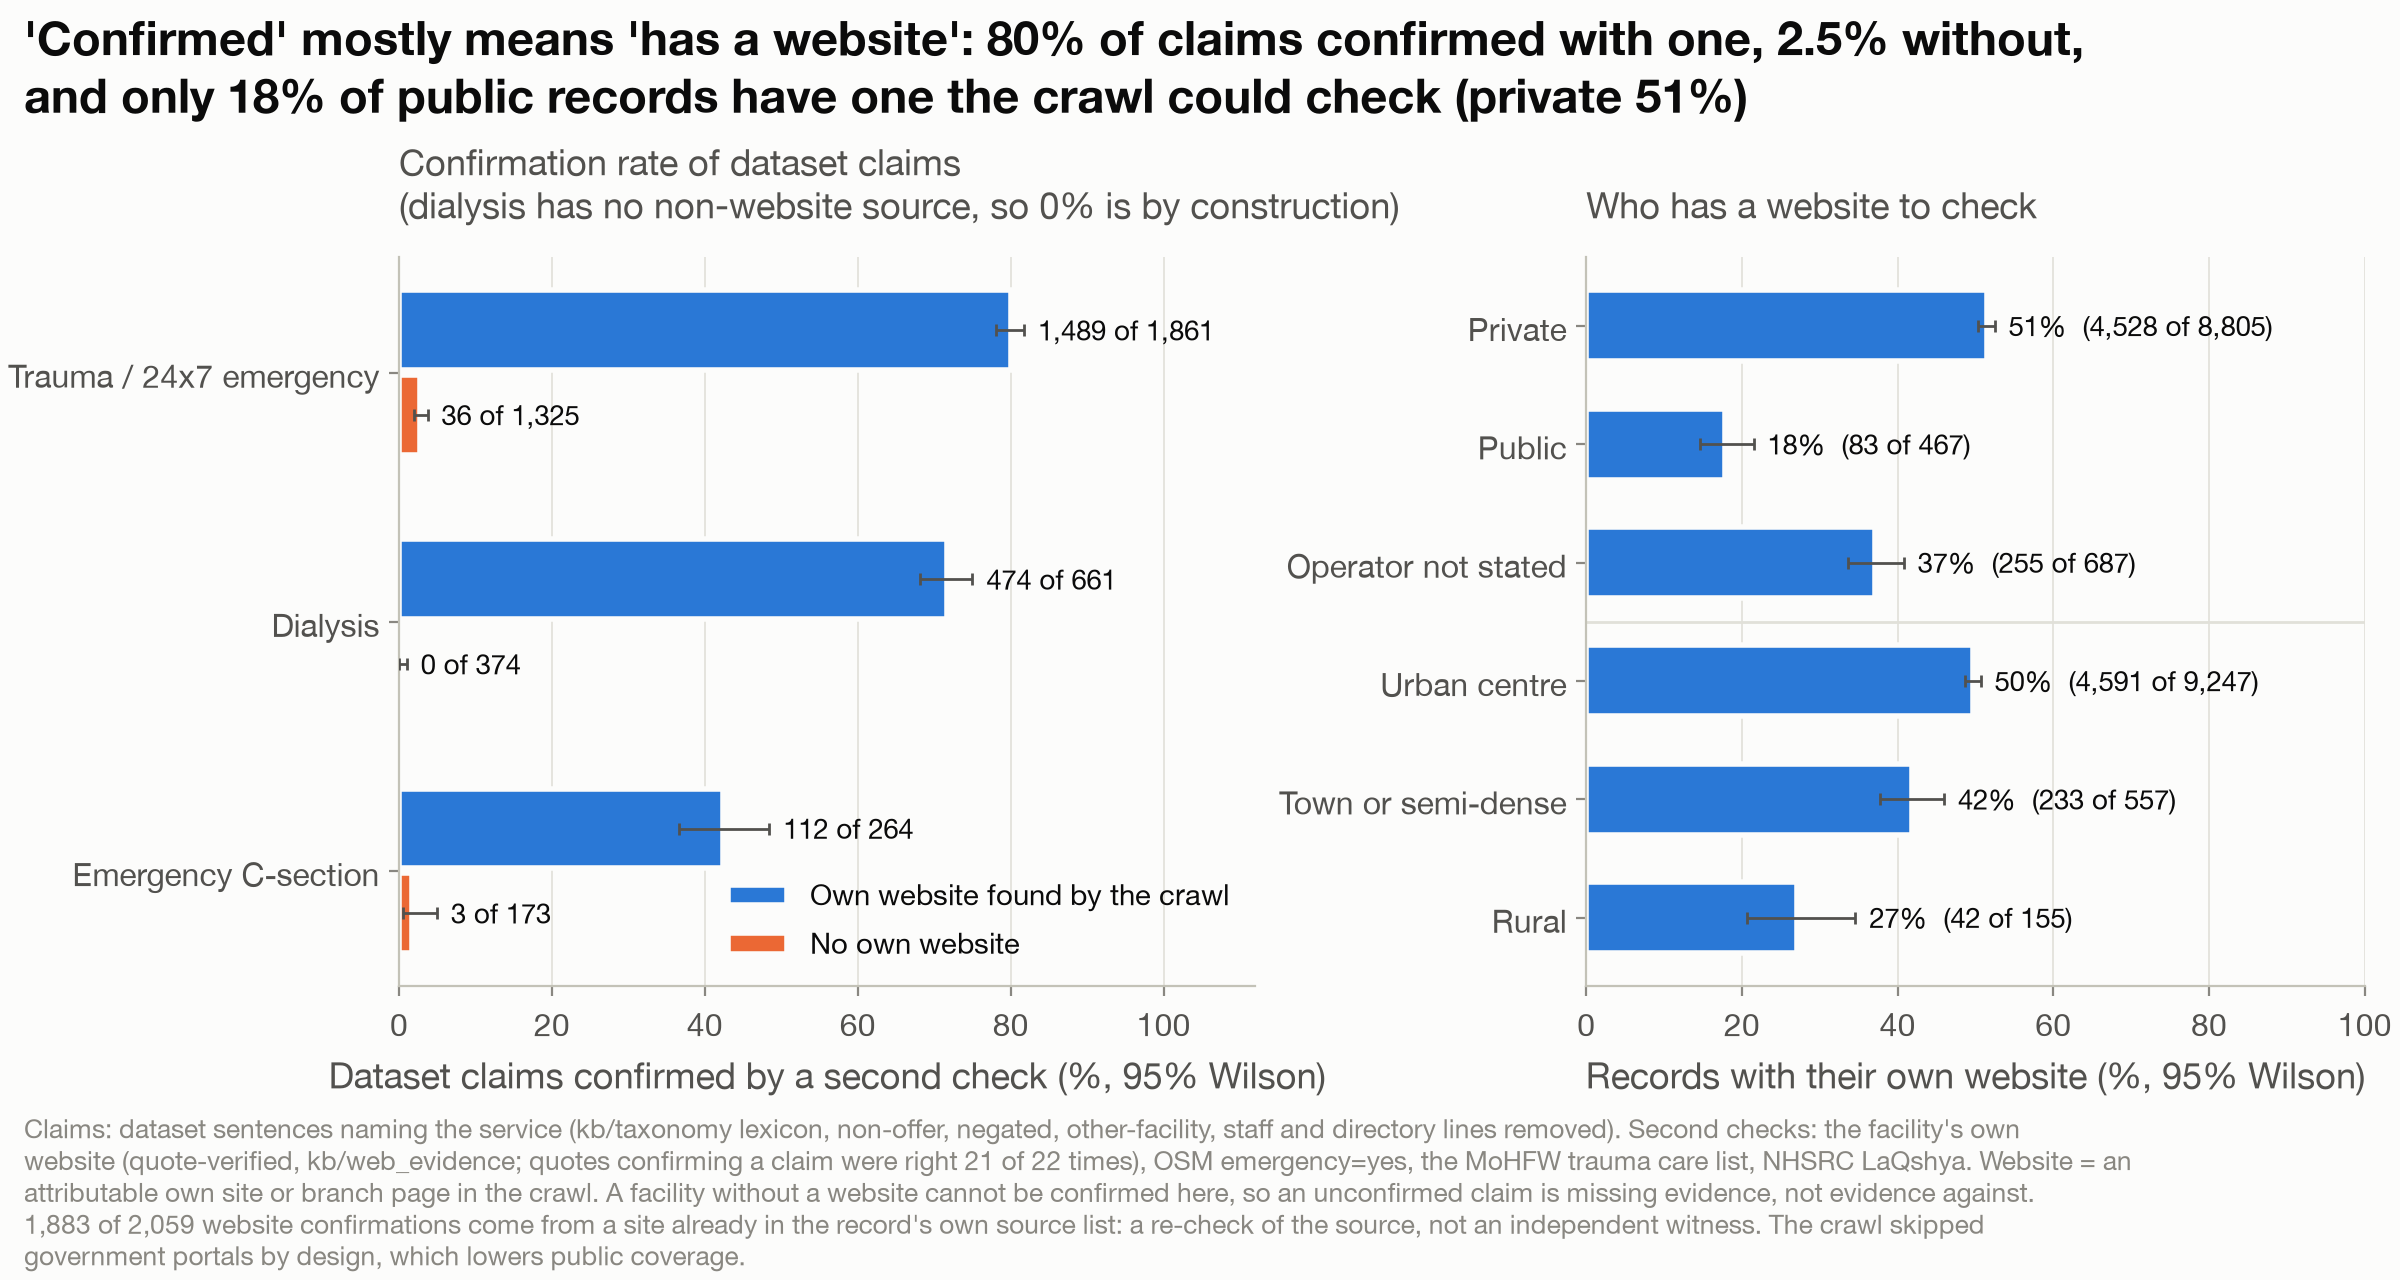 'Confirmed' mostly means 'has a website': 80% of claims confirmed with one, 2.5% without,
and only 18% of public records have one the crawl could check (private 51%)
Confirmation rate of dataset claims
(dialysis has no non-website source, so 0% is by construction)
Trauma / 24x7 emergency
1,489 of 1,861
36 of 1,325
Dialysis
474 of 661
0 of 374
Emergency C-section
112 of 264
3 of 173
Own website found by the crawl
No own website
0 20 40 60 80 100
Dataset claims confirmed by a second check (%, 95% Wilson)
Who has a website to check
Private
51% (4,528 of 8,805)
Public
18% (83 of 467)
Operator not stated
37% (255 of 687)
Urban centre
50% (4,591 of 9,247)
Town or semi-dense
42% (233 of 557)
Rural
27% (42 of 155)
0 20 40 60 80 100
Records with their own website (%, 95% Wilson)
Claims: dataset sentences naming the service (kb/taxonomy lexicon, non-offer, negated, other-facility, staff and directory lines removed). Second checks: the facility's own
website (quote-verified, kb/web_evidence; quotes confirming a claim were right 21 of 22 times), OSM emergency=yes, the MoHFW trauma care list, NHSRC LaQshya. Website = an
attributable own site or branch page in the crawl. A facility without a website cannot be confirmed here, so an unconfirmed claim is missing evidence, not evidence against.
1,883 of 2,059 website confirmations come from a site already in the record's own source list: a re-check of the source, not an independent witness. The crawl skipped
government portals by design, which lowers public coverage.